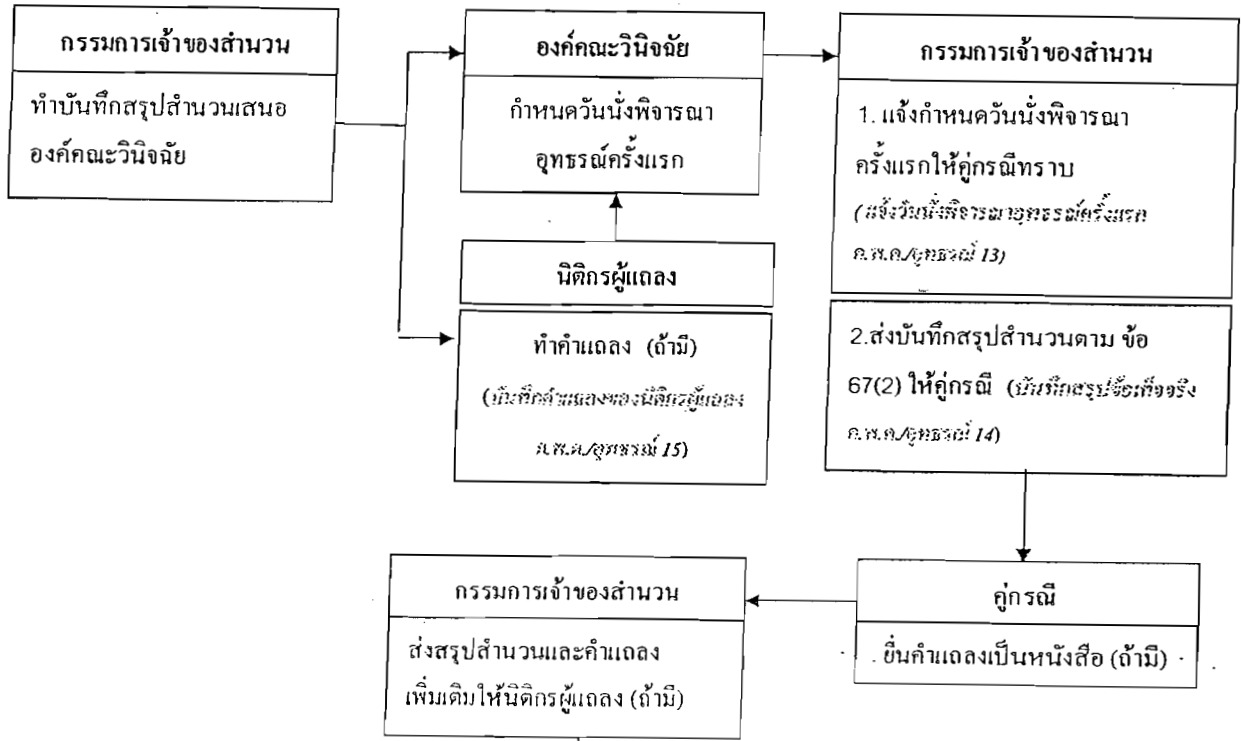 กรรมการเจ้าของสำนวน
ทำบันทึกสรุปสำนวนเสนอ
องค์คณะวินิจฉัย
องค์คณะวินิจฉัย
กำหนดวันนั่งพิจารณา
อุทธรณ์ครั้งแรก
กรรมการเจ้าของสำนวน
1. แจ้งกำหนดวันนั่งพิจารณา
ครั้งแรกให้คู่กรณีทราบ
(แจ้งวันนั่งพิจารณาอุทธรณ์ครั้งแรก
ก.พ.ค./อุทธรณ์ 13)
นิติกรผู้แถลง
ทำคำแถลง (ถ้ามี)
(บันทึกคำแถลงของนิติกรผู้แถลง
ก.พ.ค./อุทธรณ์ 15)
2.ส่งบันทึกสรุปสำนวนตาม ข้อ
67(2) ให้คู่กรณี (บันทึกสรุปข้อเท็จจริง
ก.พ.ค./อุทธรณ์ 14)
คู่กรณี
ยื่นคำแถลงเป็นหนังสือ (ถ้ามี)
กรรมการเจ้าของสำนวน
ส่งสรุปสำนวนและคำแถลง
เพิ่มเติมให้นิติกรผู้แถลง (ถ้ามี)